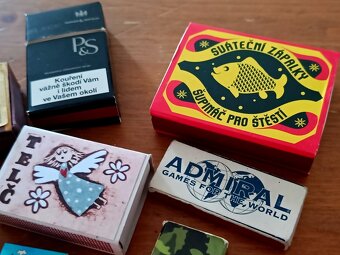 P&S
Kouření
vážně škodí Vám
i lidem
ve Vašem okolí
SVÁTEČNÍ ZÁPALKY
ŠUPINÁČ PRO ŠTĚSTÍ
TELČ
ADMIRAL
GAMES FOR THE WORLD